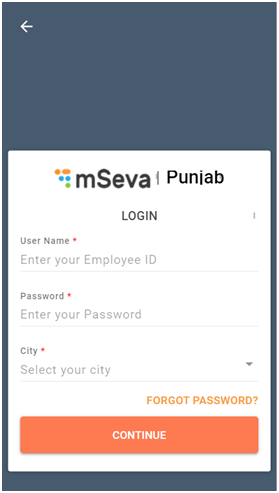 mSeva | Punjab
LOGIN
User Name *
Enter your Employee ID
Password *
Enter your Password
City *
Select your city
FORGOT PASSWORD?
CONTINUE